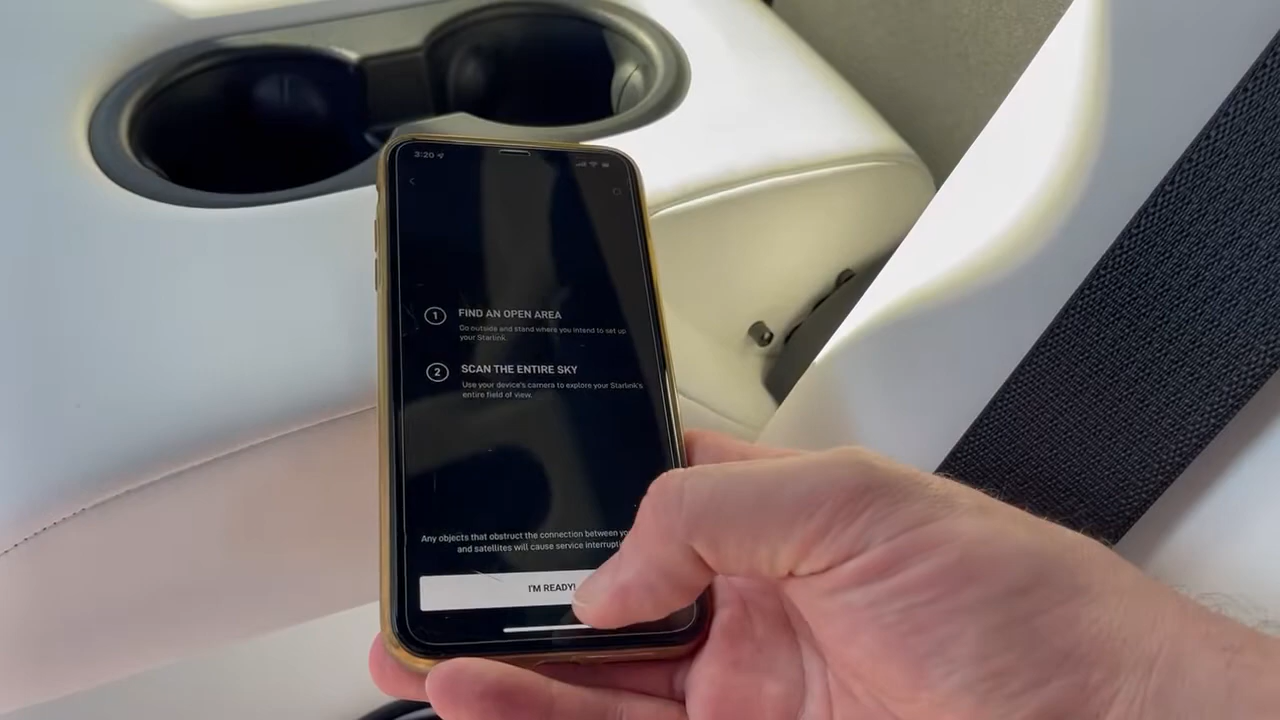 3:20
1 FIND AN OPEN AREA
Go outside and stand where you intend to set up
your Starlink.
2 SCAN THE ENTIRE SKY
Use your device's camera to explore your Starlink's
entire field of view.
Any objects that obstruct the connection between
and satellites will cause service
I'M READY!